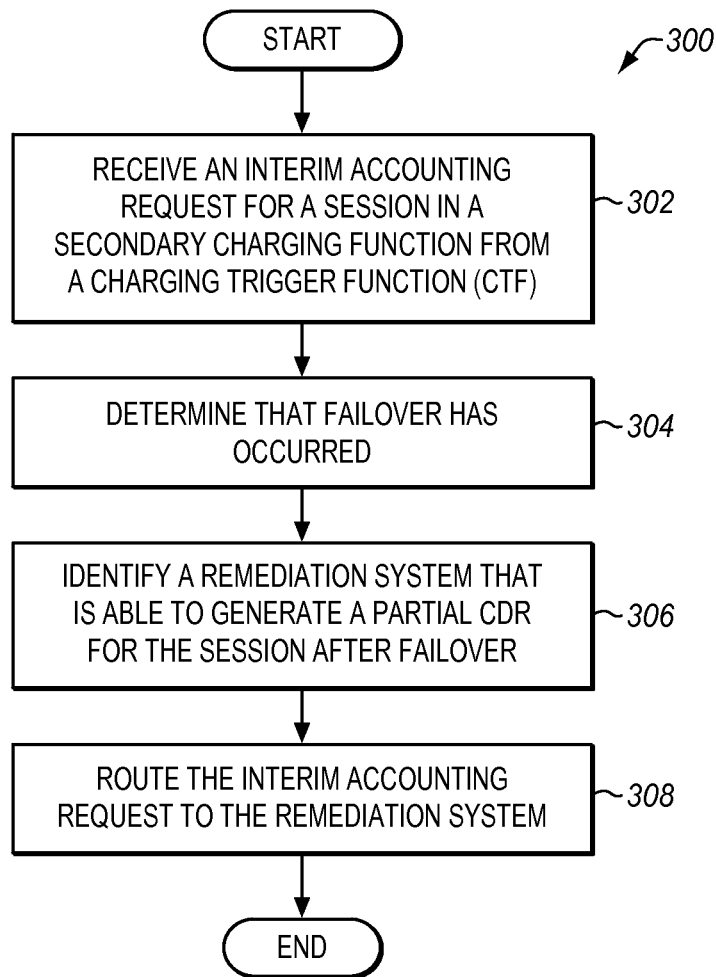 START
300
RECEIVE AN INTERIM ACCOUNTING
REQUEST FOR A SESSION IN A
SECONDARY CHARGING FUNCTION FROM
A CHARGING TRIGGER FUNCTION (CTF)
302
DETERMINE THAT FAILOVER HAS
OCCURRED
304
IDENTIFY A REMEDIATION SYSTEM THAT
IS ABLE TO GENERATE A PARTIAL CDR
FOR THE SESSION AFTER FAILOVER
306
ROUTE THE INTERIM ACCOUNTING
REQUEST TO THE REMEDIATION SYSTEM
308
END